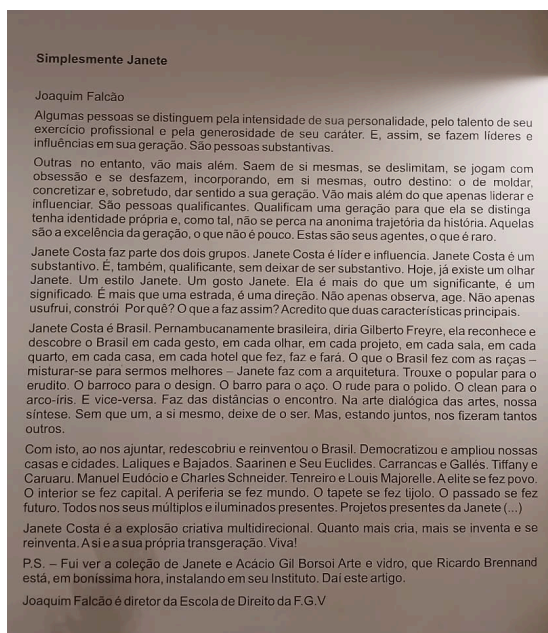 Simplesmente Janete
Joaquim Falcão
Algumas pessoas se distinguem pela intensidade de sua personalidade, pelo talento de seu
exercício profissional e pela generosidade de seu caráter. E, assim, se fazem líderes e
influências em sua geração. São pessoas substantivas.
Outras no entanto, vão mais além. Saem de si mesmas, se deslimitam, se jogam com
obsessão e se desfazem, incorporando, em si mesmas, outro destino: o de moldar,
concretizar e, sobretudo, dar sentido a sua geração. Vão mais além do que apenas liderar e
influenciar. São pessoas qualificantes. Qualificam uma geração para que ela se distinga
tenha identidade própria e, como tal, não se perca na anonima trajetória da história. Aquelas
são a excelência da geração, o que não é pouco. Estas são seus agentes, o que é raro.
Janete Costa faz parte dos dois grupos. Janete Costa é líder e influencia. Janete Costa é um
substantivo. É, também, qualificante, sem deixar de ser substantivo. Hoje, já existe um olhar
Janete. Um estilo Janete. Um gosto Janete. Ela é mais do que um significante, é um
significado. É mais que uma estrada, é uma direção. Não apenas observa, age. Não apenas
usufrui, constrói Por quê? O que a faz assim? Acredito que duas características principais.
Janete Costa é Brasil. Pernambucanamente brasileira, diria Gilberto Freyre, ela reconhece e
descobre o Brasil em cada gesto, em cada olhar, em cada projeto, em cada sala, em cada
quarto, em cada casa, em cada hotel que fez, faz e fará. O que o Brasil fez com as raças –
misturar-se para sermos melhores – Janete faz com a arquitetura. Trouxe o popular para o
erudito. O barroco para o design. O barro para o aço. O rude para o polido. O clean para o
arco-íris. E vice-versa. Faz das distâncias o encontro. Na arte dialógica das artes, nossa
síntese. Sem que um, a si mesmo, deixe de o ser. Mas, estando juntos, nos fizeram tantos
outros.
Com isto, ao nos ajuntar, redescobriu e reinventou o Brasil. Democratizou e ampliou nossas
casas e cidades. Laliques e Bajados. Saarinen e Seu Euclides. Carrancas e Gallés. Tiffany e
Caruaru. Manuel Eudócio e Charles Schneider. Tenreiro e Louis Majorelle. A elite se fez povo.
O interior se fez capital. A periferia se fez mundo. O tapete se fez tijolo. O passado se fez
futuro. Todos nos seus múltiplos e iluminados presentes. Projetos presentes da Janete (...)
Janete Costa é a explosão criativa multidirecional. Quanto mais cria, mais se inventa e se
reinventa. A si e a sua própria transgeração. Viva!
P.S. – Fui ver a coleção de Janete e Acácio Gil Borsoi Arte e vidro, que Ricardo Brennand
está, em boníssima hora, instalando em seu Instituto. Daí este artigo.
Joaquim Falcão é diretor da Escola de Direito da F.G.V